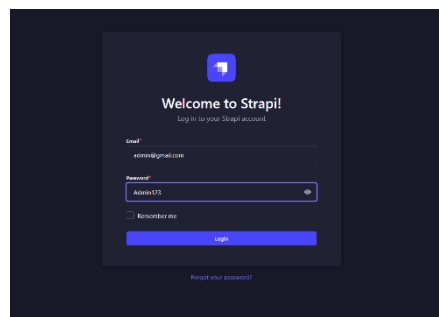 Welcome to Strapi!
Log in to your Strapi account
Email*
admin@gmail.com
Password*
Admin123
Remember me
Login
Forgot your password?